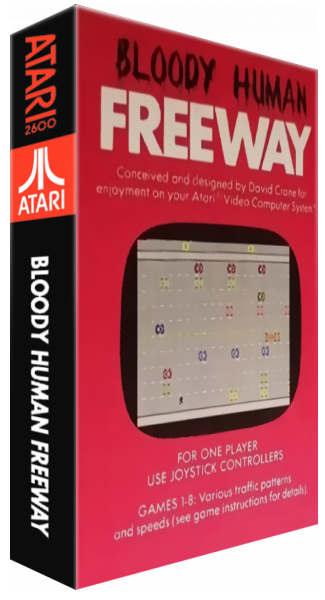 ATARI
2600
ATARI
BLOODY HUMAN FREEWAY
BLOODY HUMAN
FREEWAY
Conceived and designed by David Crane for
enjoyment on your Atari® Video Computer System™
FOR ONE PLAYER
USE JOYSTICK CONTROLLERS
GAMES 1-8: Various traffic patterns
and speeds (see game instructions for details)